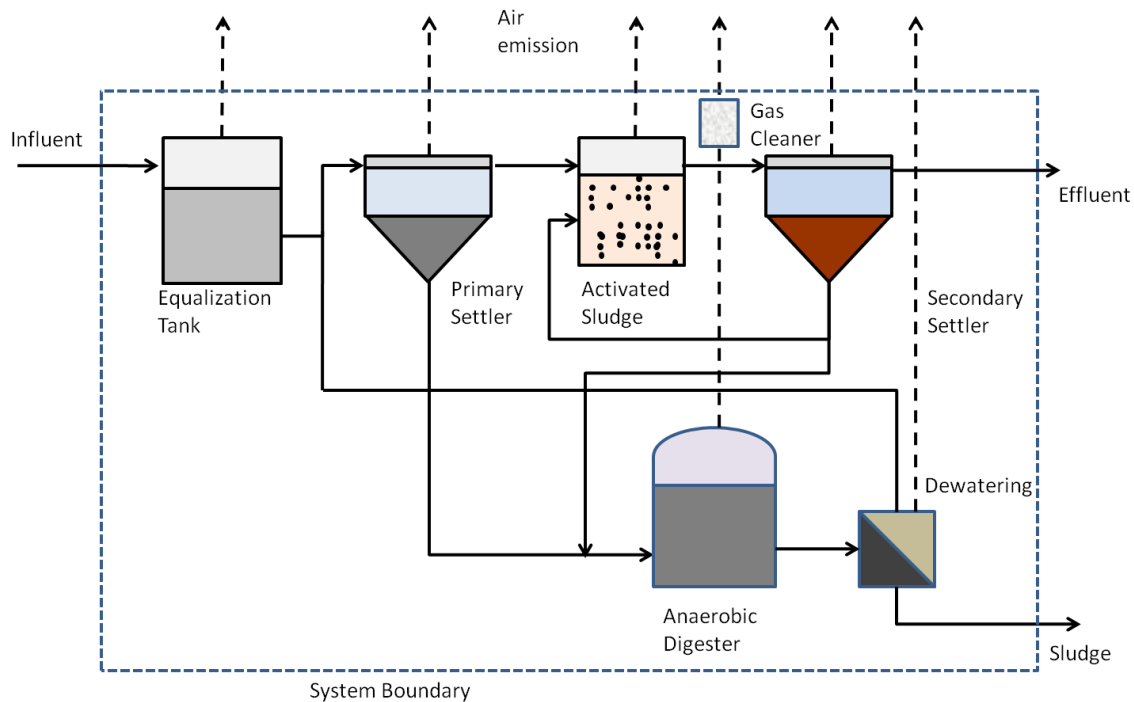 Air
emission
Influent
Gas
Cleaner
Effluent
Equalization
Tank
Primary
Settler
Activated
Sludge
Secondary
Settler
Dewatering
Anaerobic
Digester
Sludge
System Boundary